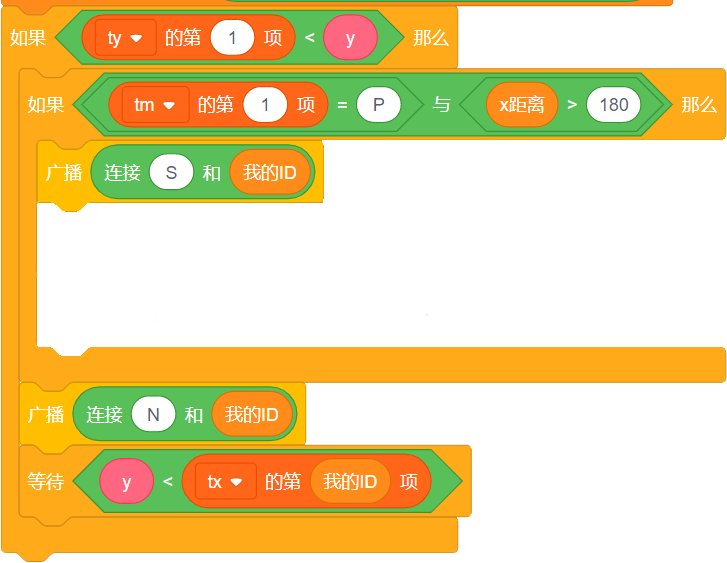 如果 ty 的第 1 项 < y 那么
如果 tm 的第 1 项 = P 与 x距离 > 180 那么
广播 连接 S 和 我的ID
广播 连接 N 和 我的ID
等待 y < tx 的第 我的ID 项